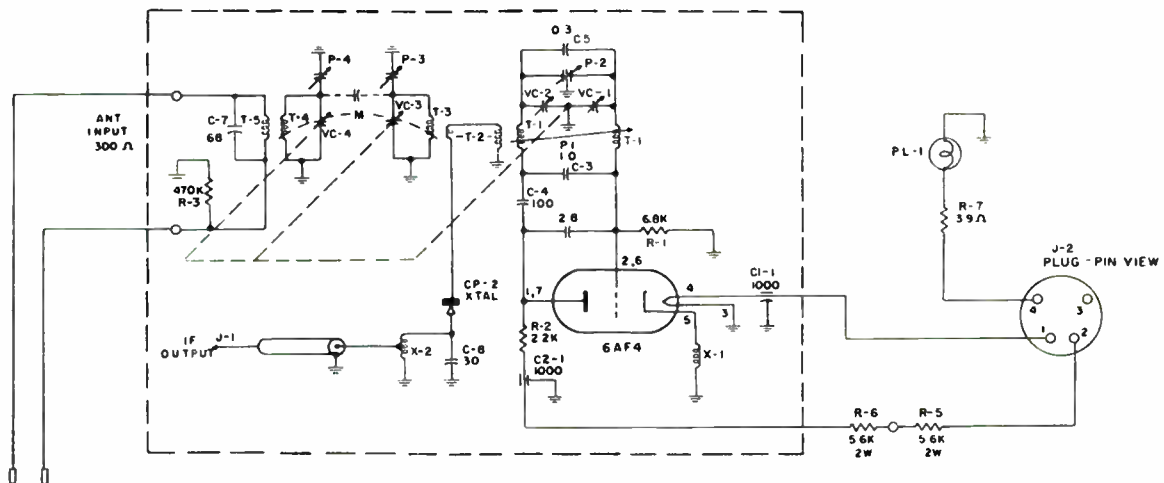 0 3
C 5
P-4
P-3
P-2
ANT
INPUT
300 Ω
C-7
68
T-5
T-4
VC-4
M
VC-3
T-3
T-2
VC-2
VC-1
T-1
T-1
P1
1 0
C-3
470K
R-3
C-4
100
2 8
6.8K
R-1
2,6
1,7
4
3
5
6AF4
C1-1
1000
CP-2
XTAL
R-2
2.2K
C2-1
1000
X-1
IF
OUTPUT
J-1
X-2
C-8
30
PL-1
R-7
39Ω
J-2
PLUG-PIN VIEW
4
3
1
2
R-6
5 6K
2W
R-5
5 6K
2W